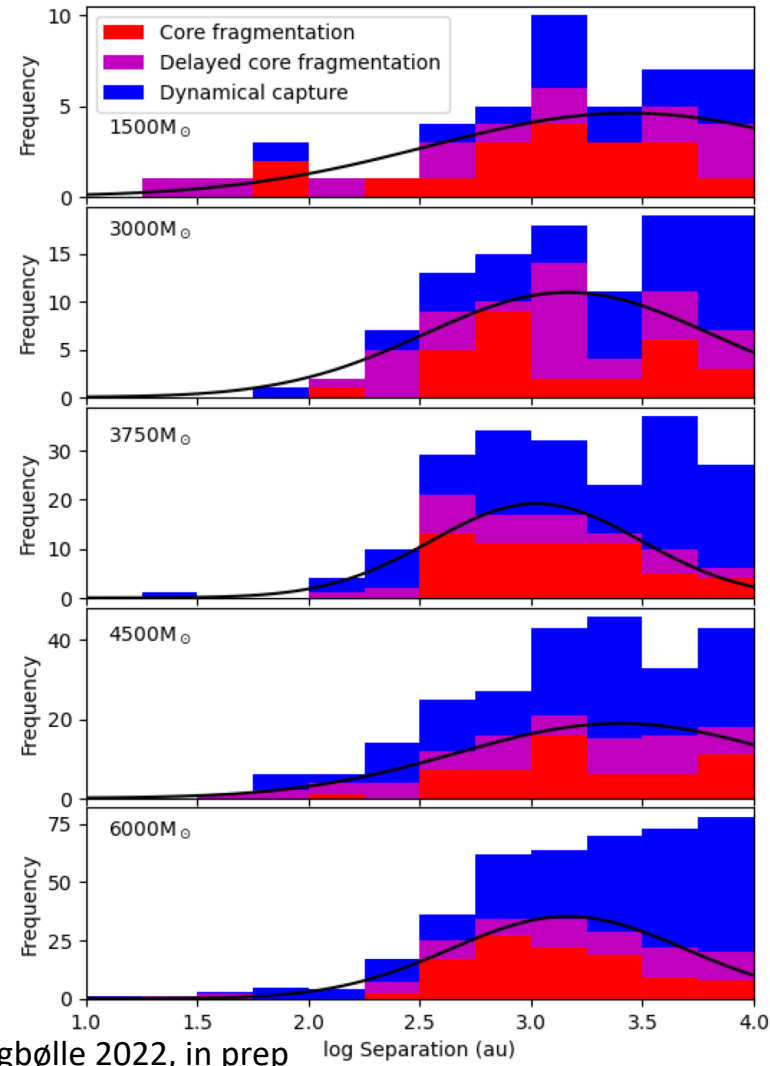 10
5
0
Frequency
Core fragmentation
Delayed core fragmentation
Dynamical capture
1500M⊙
15
10
5
0
Frequency
3000M⊙
30
20
10
0
Frequency
3750M⊙
40
20
0
Frequency
4500M⊙
75
50
25
0
Frequency
6000M⊙
1.0 1.5 2.0 2.5 3.0 3.5 4.0
log Separation (au)
gbølle 2022, in prep